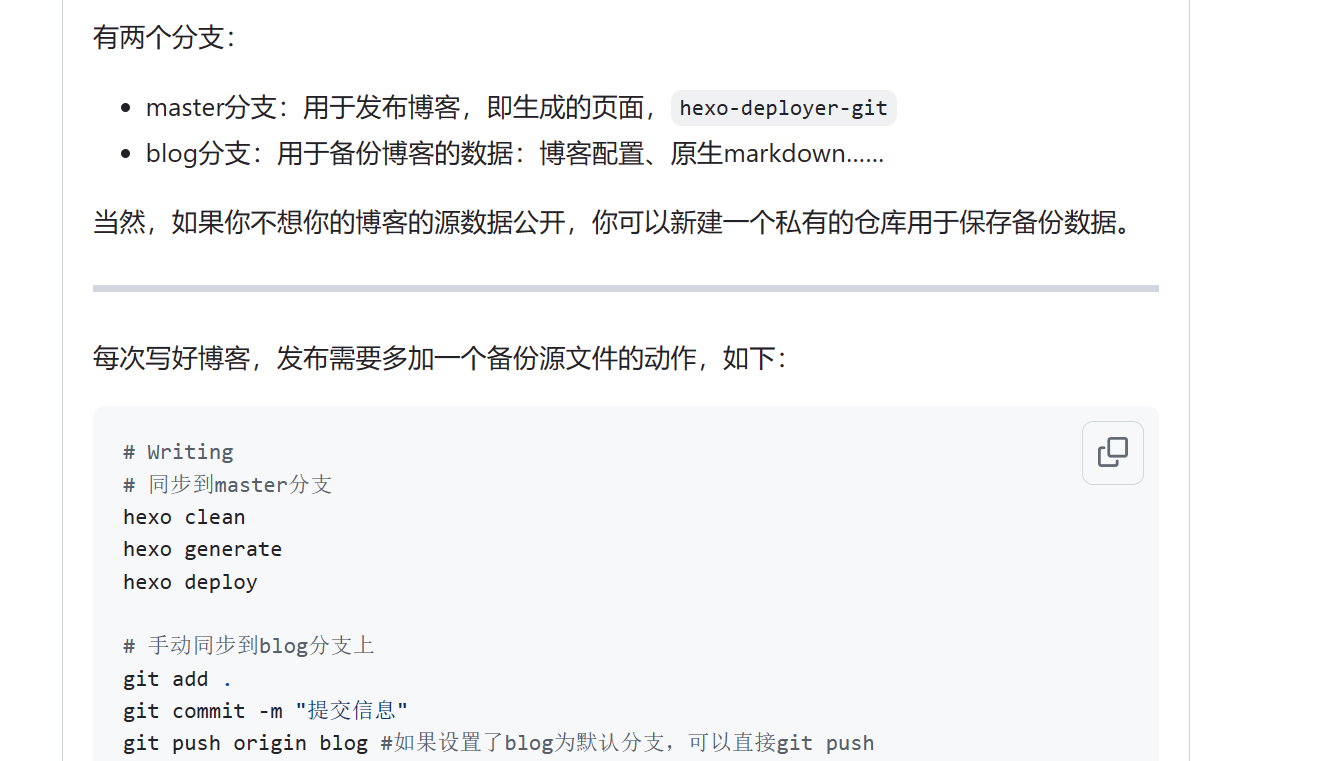 有两个分支：
master分支：用于发布博客，即生成的页面，hexo-deployer-git
blog分支：用于备份博客的数据：博客配置、原生markdown……
当然，如果你不想你的博客的源数据公开，你可以新建一个私有的仓库用于保存备份数据。
每次写好博客，发布需要多加一个备份源文件的动作，如下：
# Writing
# 同步到master分支
hexo clean
hexo generate
hexo deploy
# 手动同步到blog分支上
git add .
git commit -m "提交信息"
git push origin blog #如果设置了blog为默认分支，可以直接git push